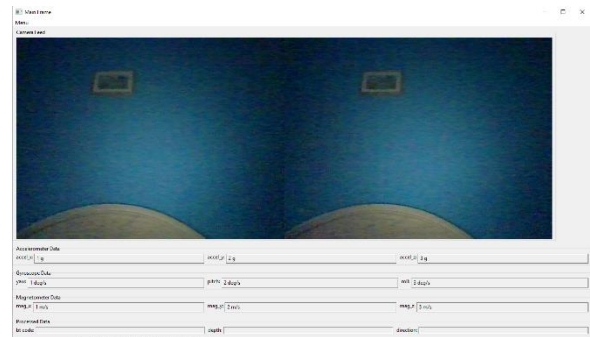 Main Frame
Menu
Camera Feed
Accelerometer Data
accel_x 1 g accel_y 2 g accel_z 3 g
Gyroscope Data
yaw 1 deg/s pitch 2 deg/s roll 3 deg/s
Magnetometer Data
mag_x 1 m/s mag_y 2 m/s mag_z 3 m/s
Processed Data
bt code depth direction: